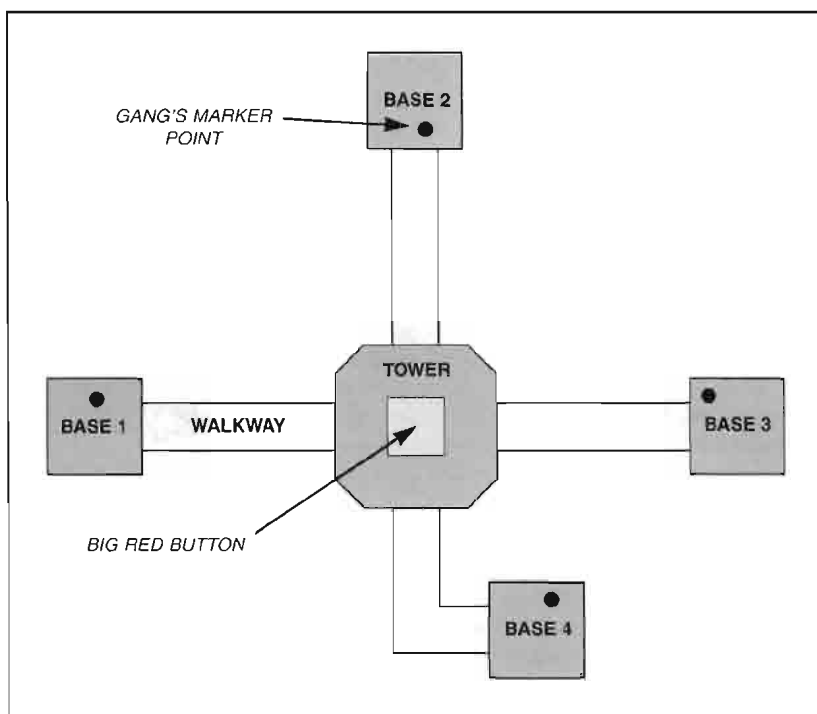 BASE 2
GANG'S MARKER
POINT
TOWER
BASE 1
WALKWAY
BASE 3
BIG RED BUTTON
BASE 4